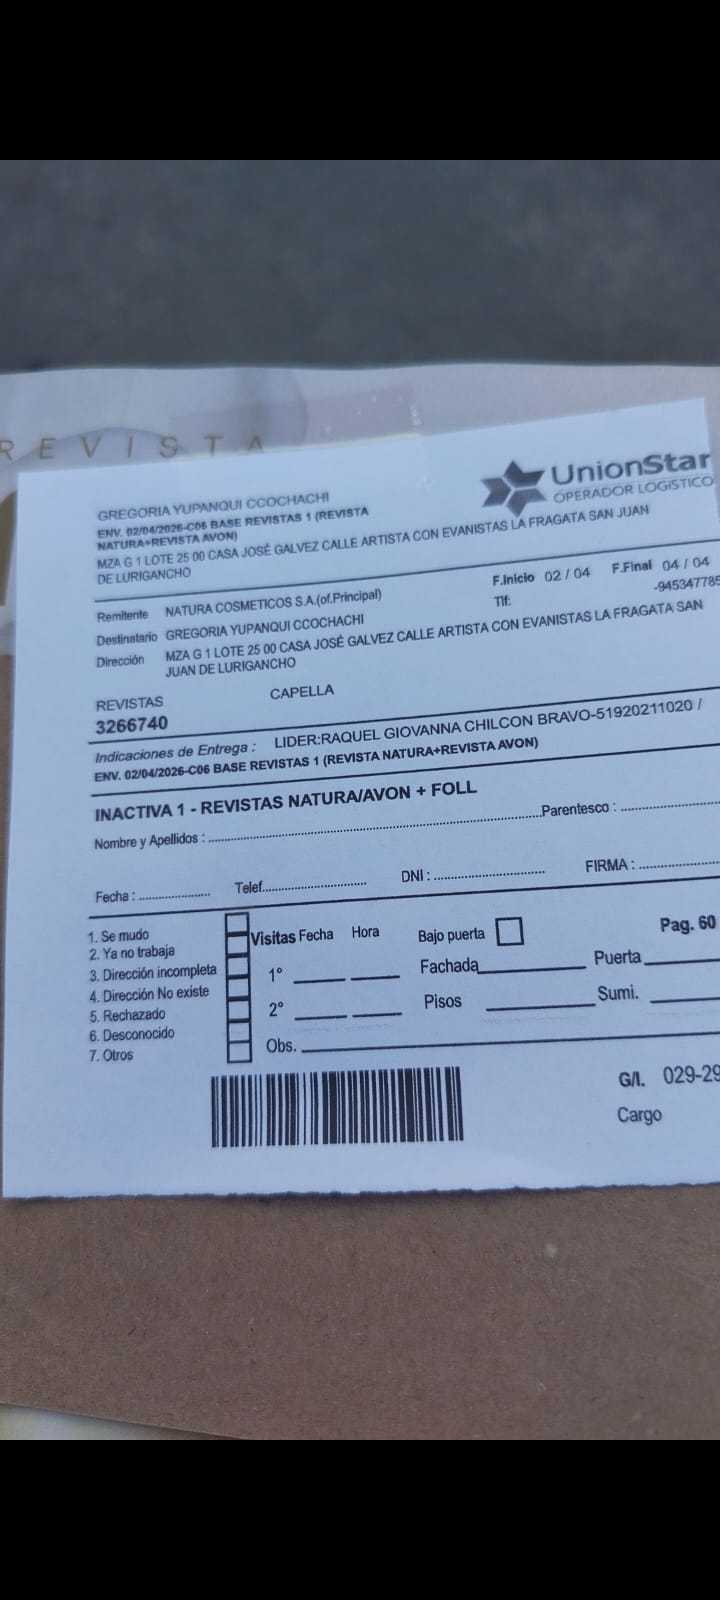 REVISTA
UnionStar
OPERADOR LOGISTICO
GREGORIA YUPANQUI CCOCHACHI
ENV. 02/04/2026-C06 BASE REVISTAS 1 (REVISTA
NATURA+REVISTA AVON)
MZA G 1 LOTE 25 00 CASA JOSÉ GALVEZ CALLE ARTISTA CON EVANISTAS LA FRAGATA SAN JUAN
DE LURIGANCHO
Remitente NATURA COSMETICOS S.A.(of.Principal) F.Inicio 02 / 04 F.Final 04 / 04
Destinatario GREGORIA YUPANQUI CCOCHACHI Tlf: -945347785
Dirección MZA G 1 LOTE 25 00 CASA JOSÉ GALVEZ CALLE ARTISTA CON EVANISTAS LA FRAGATA SAN
JUAN DE LURIGANCHO
REVISTAS CAPELLA
3266740
Indicaciones de Entrega : LIDER:RAQUEL GIOVANNA CHILCON BRAVO-51920211020 /
ENV. 02/04/2026-C06 BASE REVISTAS 1 (REVISTA NATURA+REVISTA AVON)
INACTIVA 1 - REVISTAS NATURA/AVON + FOLL
Nombre y Apellidos : Parentesco :
Fecha : Telef. DNI : FIRMA :
1. Se mudo
2. Ya no trabaja
3. Dirección incompleta
4. Dirección No existe
5. Rechazado
6. Desconocido
7. Otros
Visitas Fecha Hora Bajo puerta Pag. 60
1° Fachada Puerta
2° Pisos Sumi.
Obs.
G/I. 029-29
Cargo